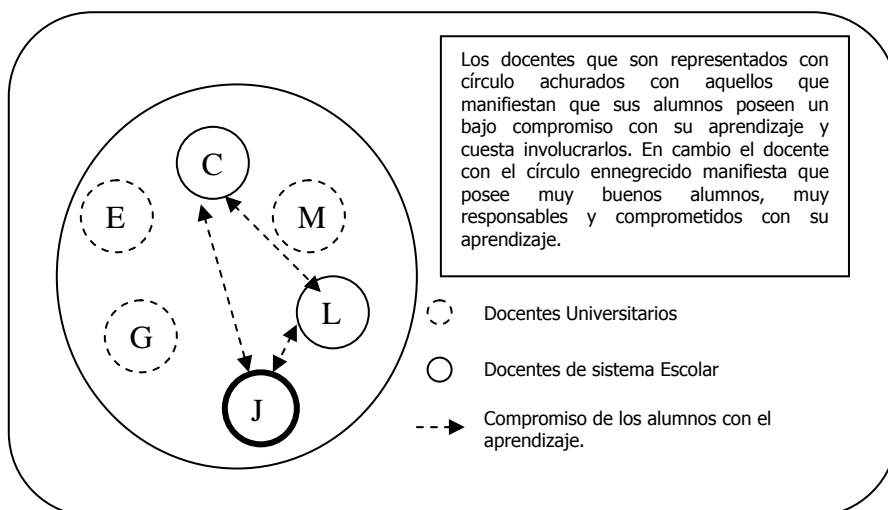 Los docentes que son representados con
círculo achurados con aquellos que
manifiestan que sus alumnos poseen un
bajo compromiso con su aprendizaje y
cuesta involucrarlos. En cambio el docente
con el círculo ennegrecido manifiesta que
posee muy buenos alumnos, muy
responsables y comprometidos con su
aprendizaje.
C
E
M
L
G
J
Docentes Universitarios
Docentes de sistema Escolar
Compromiso de los alumnos con el
aprendizaje.